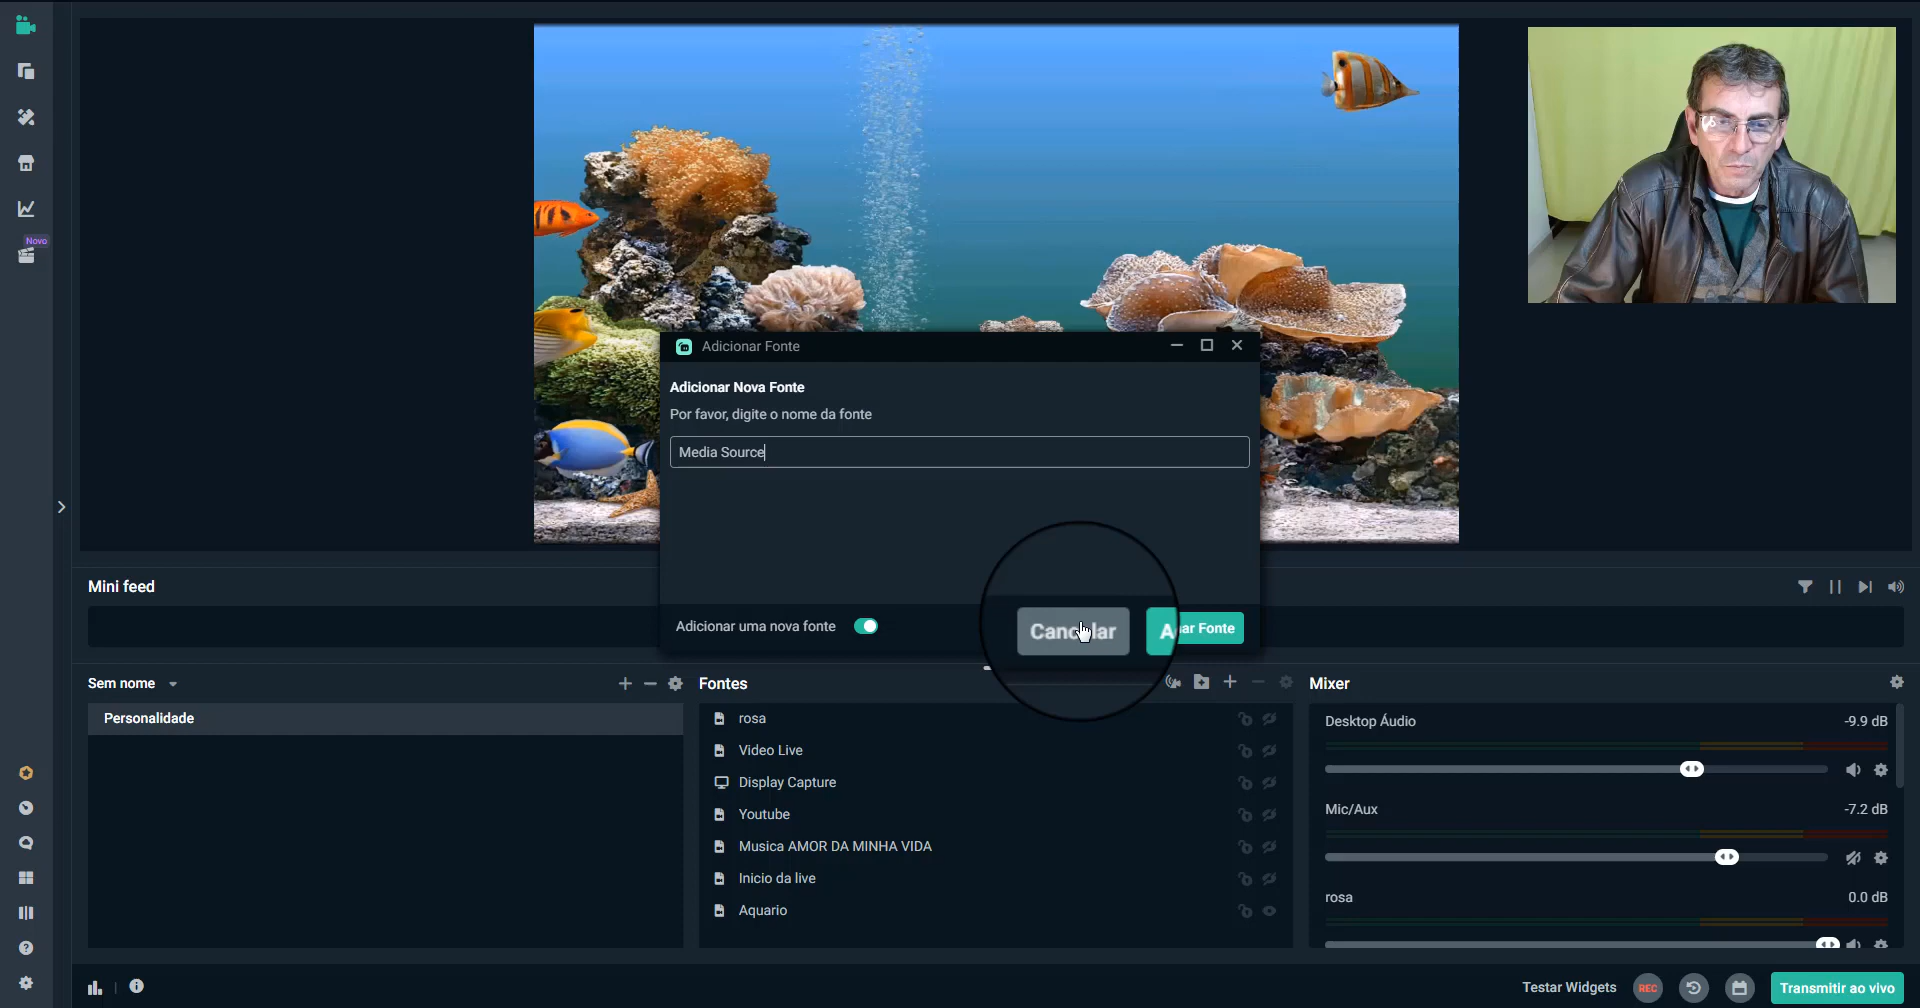 Novo
Adicionar Fonte
Adicionar Nova Fonte
Por favor, digite o nome da fonte
Media Source
Adicionar uma nova fonte
Mini feed
Sem nome
Personalidade
Fontes
rosa
Video Live
Display Capture
Youtube
Musica AMOR DA MINHA VIDA
Inicio da live
Aquario
Mixer
Desktop Áudio -9.9 dB
Mic/Aux -7.2 dB
rosa 0.0 dB
Testar Widgets
REC
Transmitir ao vivo